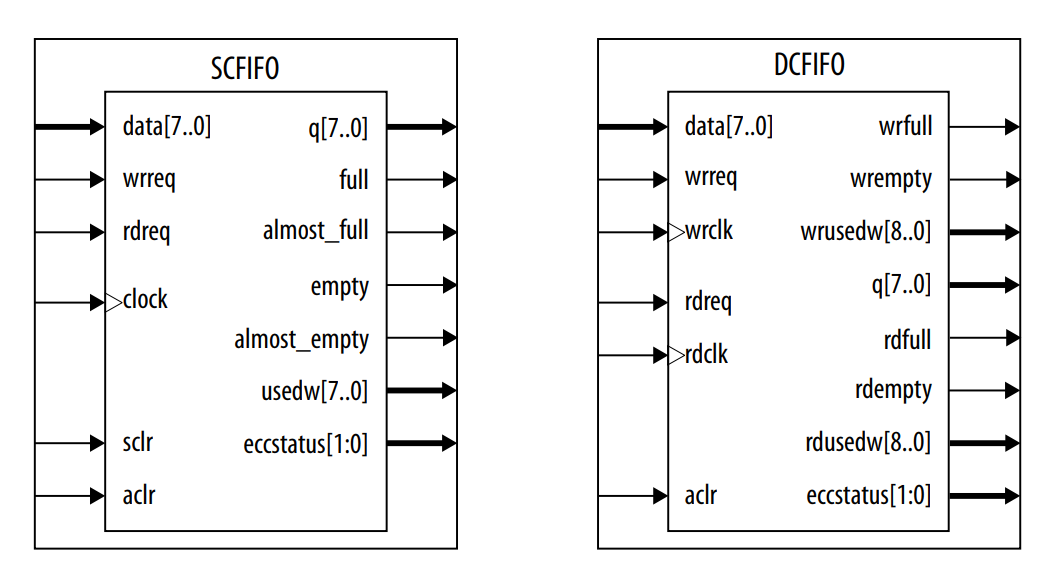 SCFIFO
data[7..0]
wrreq
rdreq
clock
sclr
aclr
q[7..0]
full
almost_full
empty
almost_empty
usedw[7..0]
eccstatus[1:0]
DCFIFO
data[7..0]
wrreq
wrclk
rdreq
rdclk
aclr
wrfull
wrempty
wrusedw[8..0]
q[7..0]
rdfull
rdempty
rdusedw[8..0]
eccstatus[1:0]